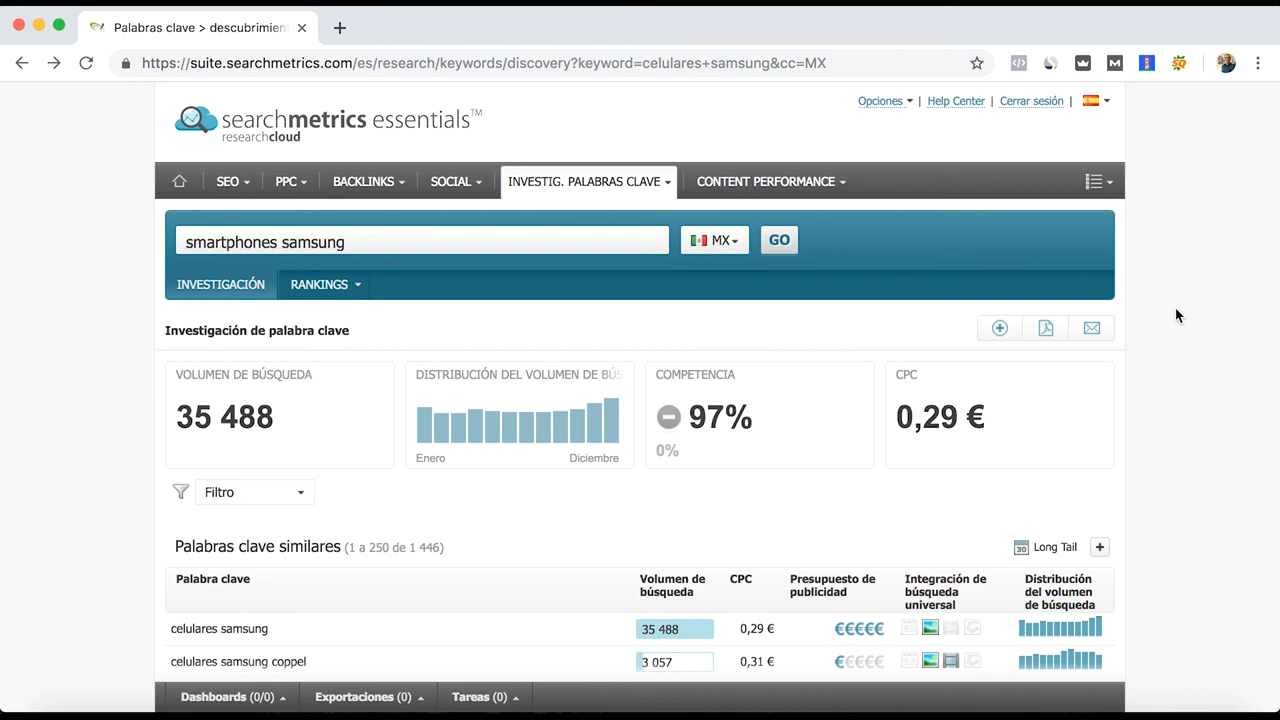 Palabras clave > descubrimien
https://suite.searchmetrics.com/es/research/keywords/discovery?keyword=celulares+samsung&cc=MX
Opciones | Help Center | Cerrar sesión |
searchmetrics essentials™
researchcloud
SEO PPC BACKLINKS SOCIAL INVESTIG. PALABRAS CLAVE CONTENT PERFORMANCE
smartphones samsung MX GO
INVESTIGACIÓN RANKINGS
Investigación de palabra clave
VOLUMEN DE BÚSQUEDA DISTRIBUCIÓN DEL VOLUMEN DE BÚS COMPETENCIA CPC
35 488 97% 0,29 €
0%
Enero Diciembre
Filtro
Palabras clave similares (1 a 250 de 1 446) 30 Long Tail
Palabra clave Volumen de búsqueda CPC Presupuesto de publicidad Integración de búsqueda universal Distribución del volumen de búsqueda
celulares samsung 35 488 0,29 € €€€€€
celulares samsung coppel 3 057 0,31 € €€€€€
Dashboards (0/0) Exportaciones (0) Tareas (0)